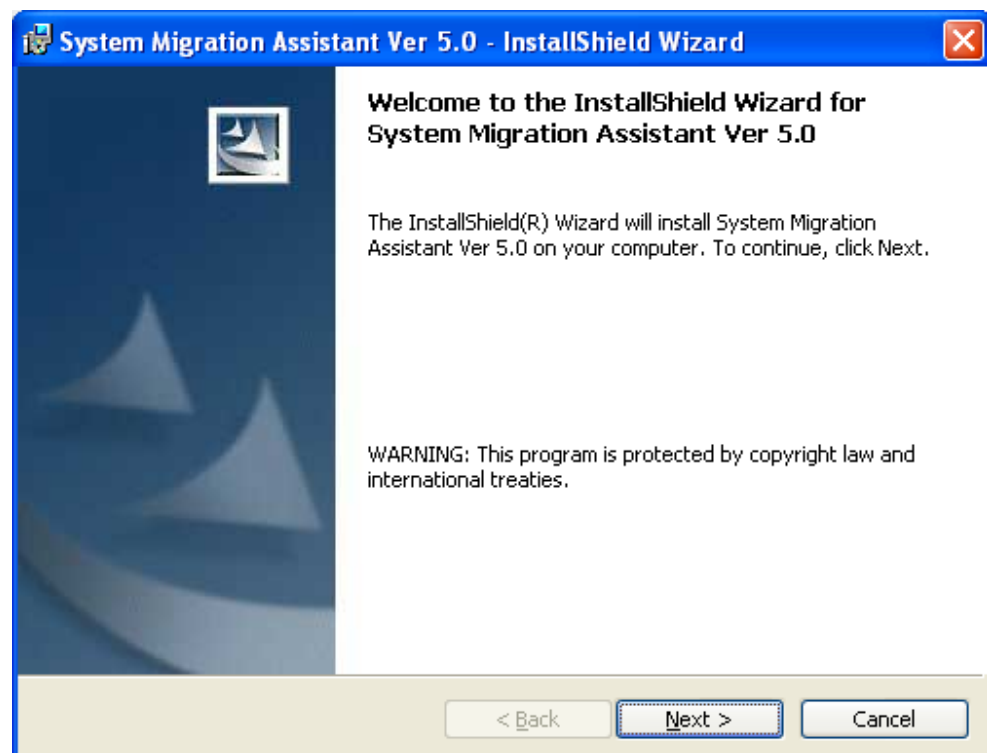 System Migration Assistant Ver 5.0 - InstallShield Wizard
Welcome to the InstallShield Wizard for
System Migration Assistant Ver 5.0
The InstallShield(R) Wizard will install System Migration
Assistant Ver 5.0 on your computer. To continue, click Next.
WARNING: This program is protected by copyright law and
international treaties.
< Back
Next >
Cancel